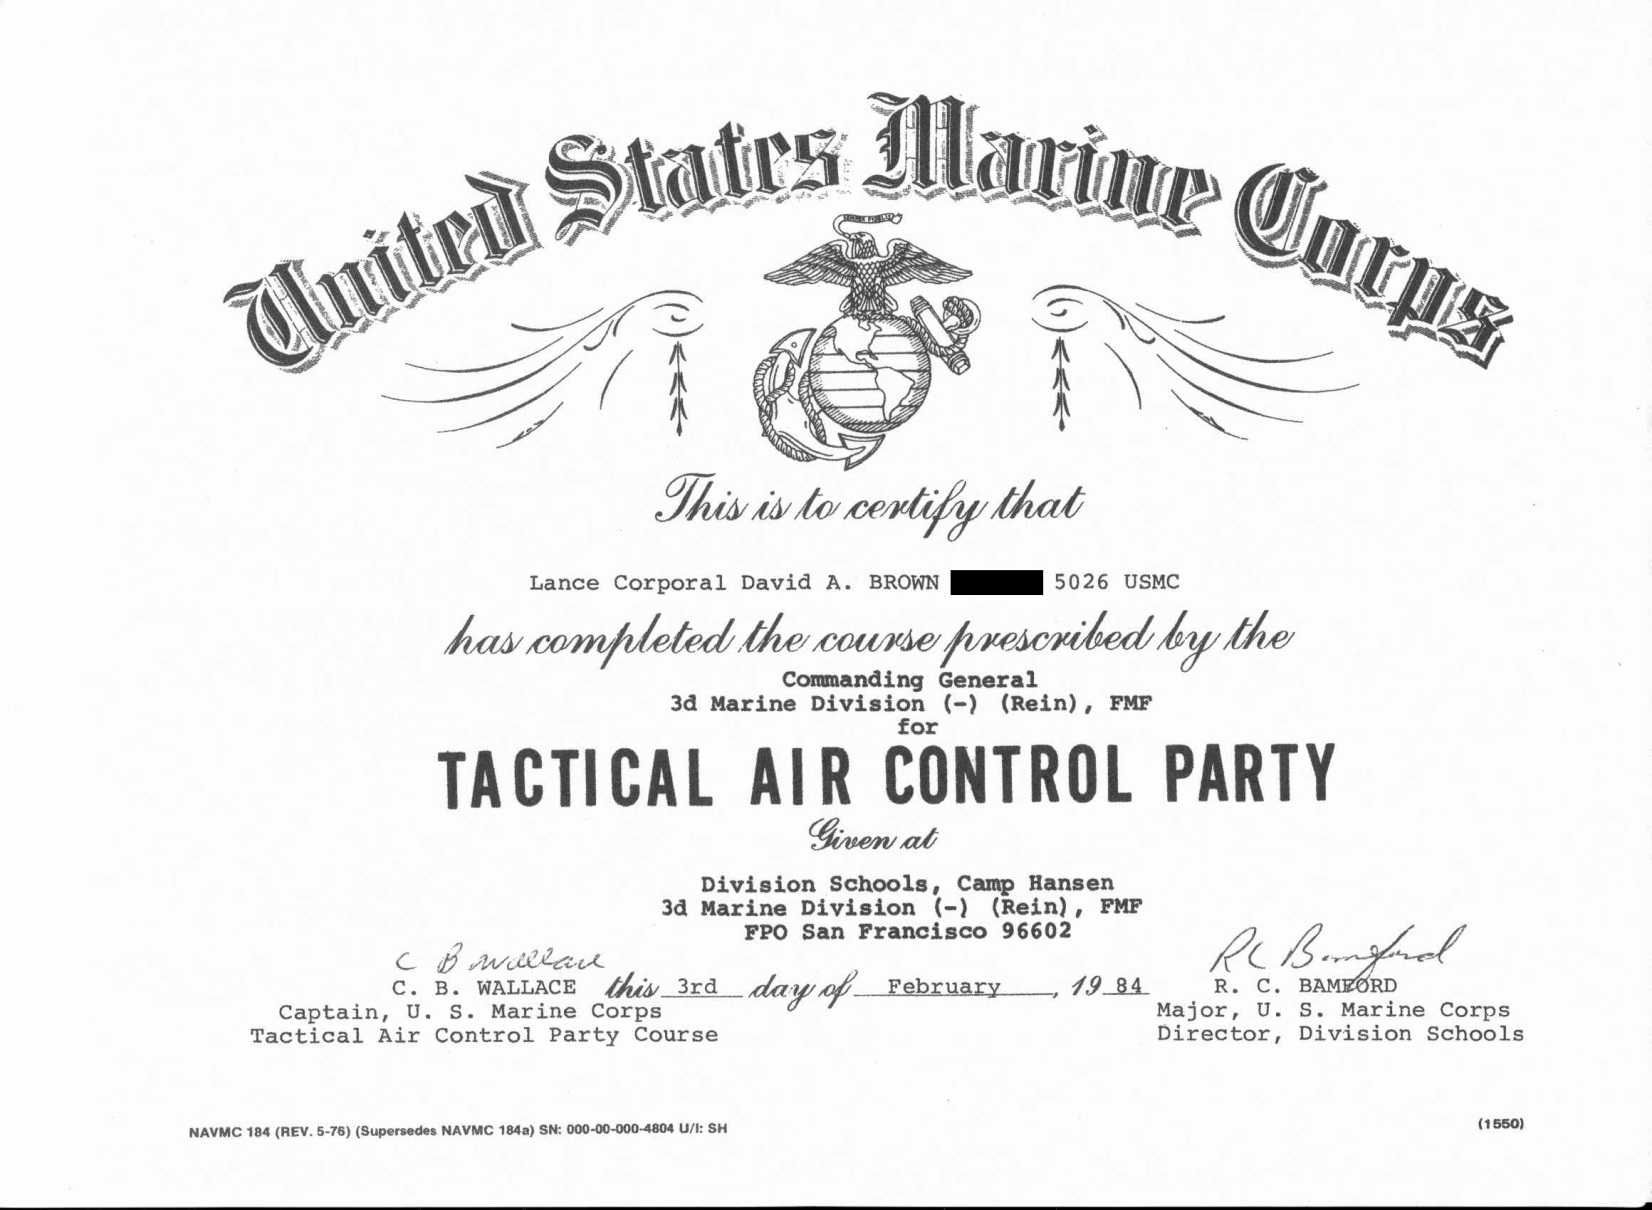 United States Marine Corps
SEMPER FIDELIS
This is to certify that
Lance Corporal David A. BROWN 5026 USMC
has completed the course prescribed by the
Commanding General
3d Marine Division (-) (Rein), FMF
for
TACTICAL AIR CONTROL PARTY
Given at
Division Schools, Camp Hansen
3d Marine Division (-) (Rein), FMF
FPO San Francisco 96602
C B Wallace
RC Bamford
C. B. WALLACE this 3rd day of February, 19 84 R. C. BAMFORD
Captain, U. S. Marine Corps Major, U. S. Marine Corps
Tactical Air Control Party Course Director, Division Schools
NAVMC 184 (REV. 5-76) (Supersedes NAVMC 184a) SN: 000-00-000-4804 U/I: SH (1550)